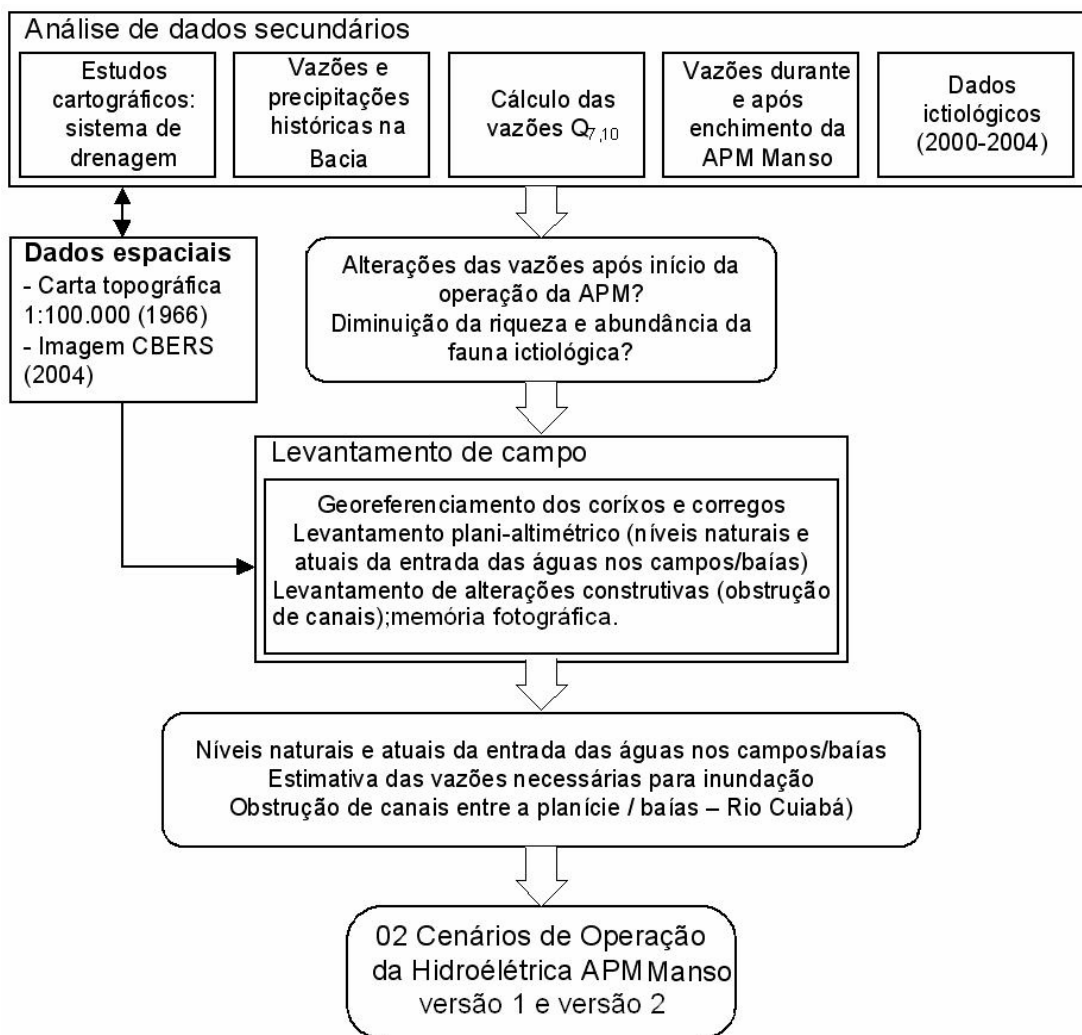 Análise de dados secundários
Estudos
cartográficos:
sistema de
drenagem
Vazões e
precipitações
históricas na
Bacia
Cálculo das
vazões Q7,10
Vazões durante
e após
enchimento da
APM Manso
Dados
ictiológicos
(2000-2004)
Dados espaciais
- Carta topográfica
1:100.000 (1966)
- Imagem CBERS
(2004)
Alterações das vazões após início da
operação da APM?
Diminuição da riqueza e abundância da
fauna ictiológica?
Levantamento de campo
Georeferenciamento dos coríxos e corregos
Levantamento plani-altimétrico (níveis naturais e
atuais da entrada das águas nos campos/baías)
Levantamento de alterações construtivas (obstrução
de canais);memória fotográfica.
Níveis naturais e atuais da entrada das águas nos campos/baías
Estimativa das vazões necessárias para inundação
Obstrução de canais entre a planície / baías – Rio Cuiabá)
02 Cenários de Operação
da Hidroélétrica APM Manso
versão 1 e versão 2